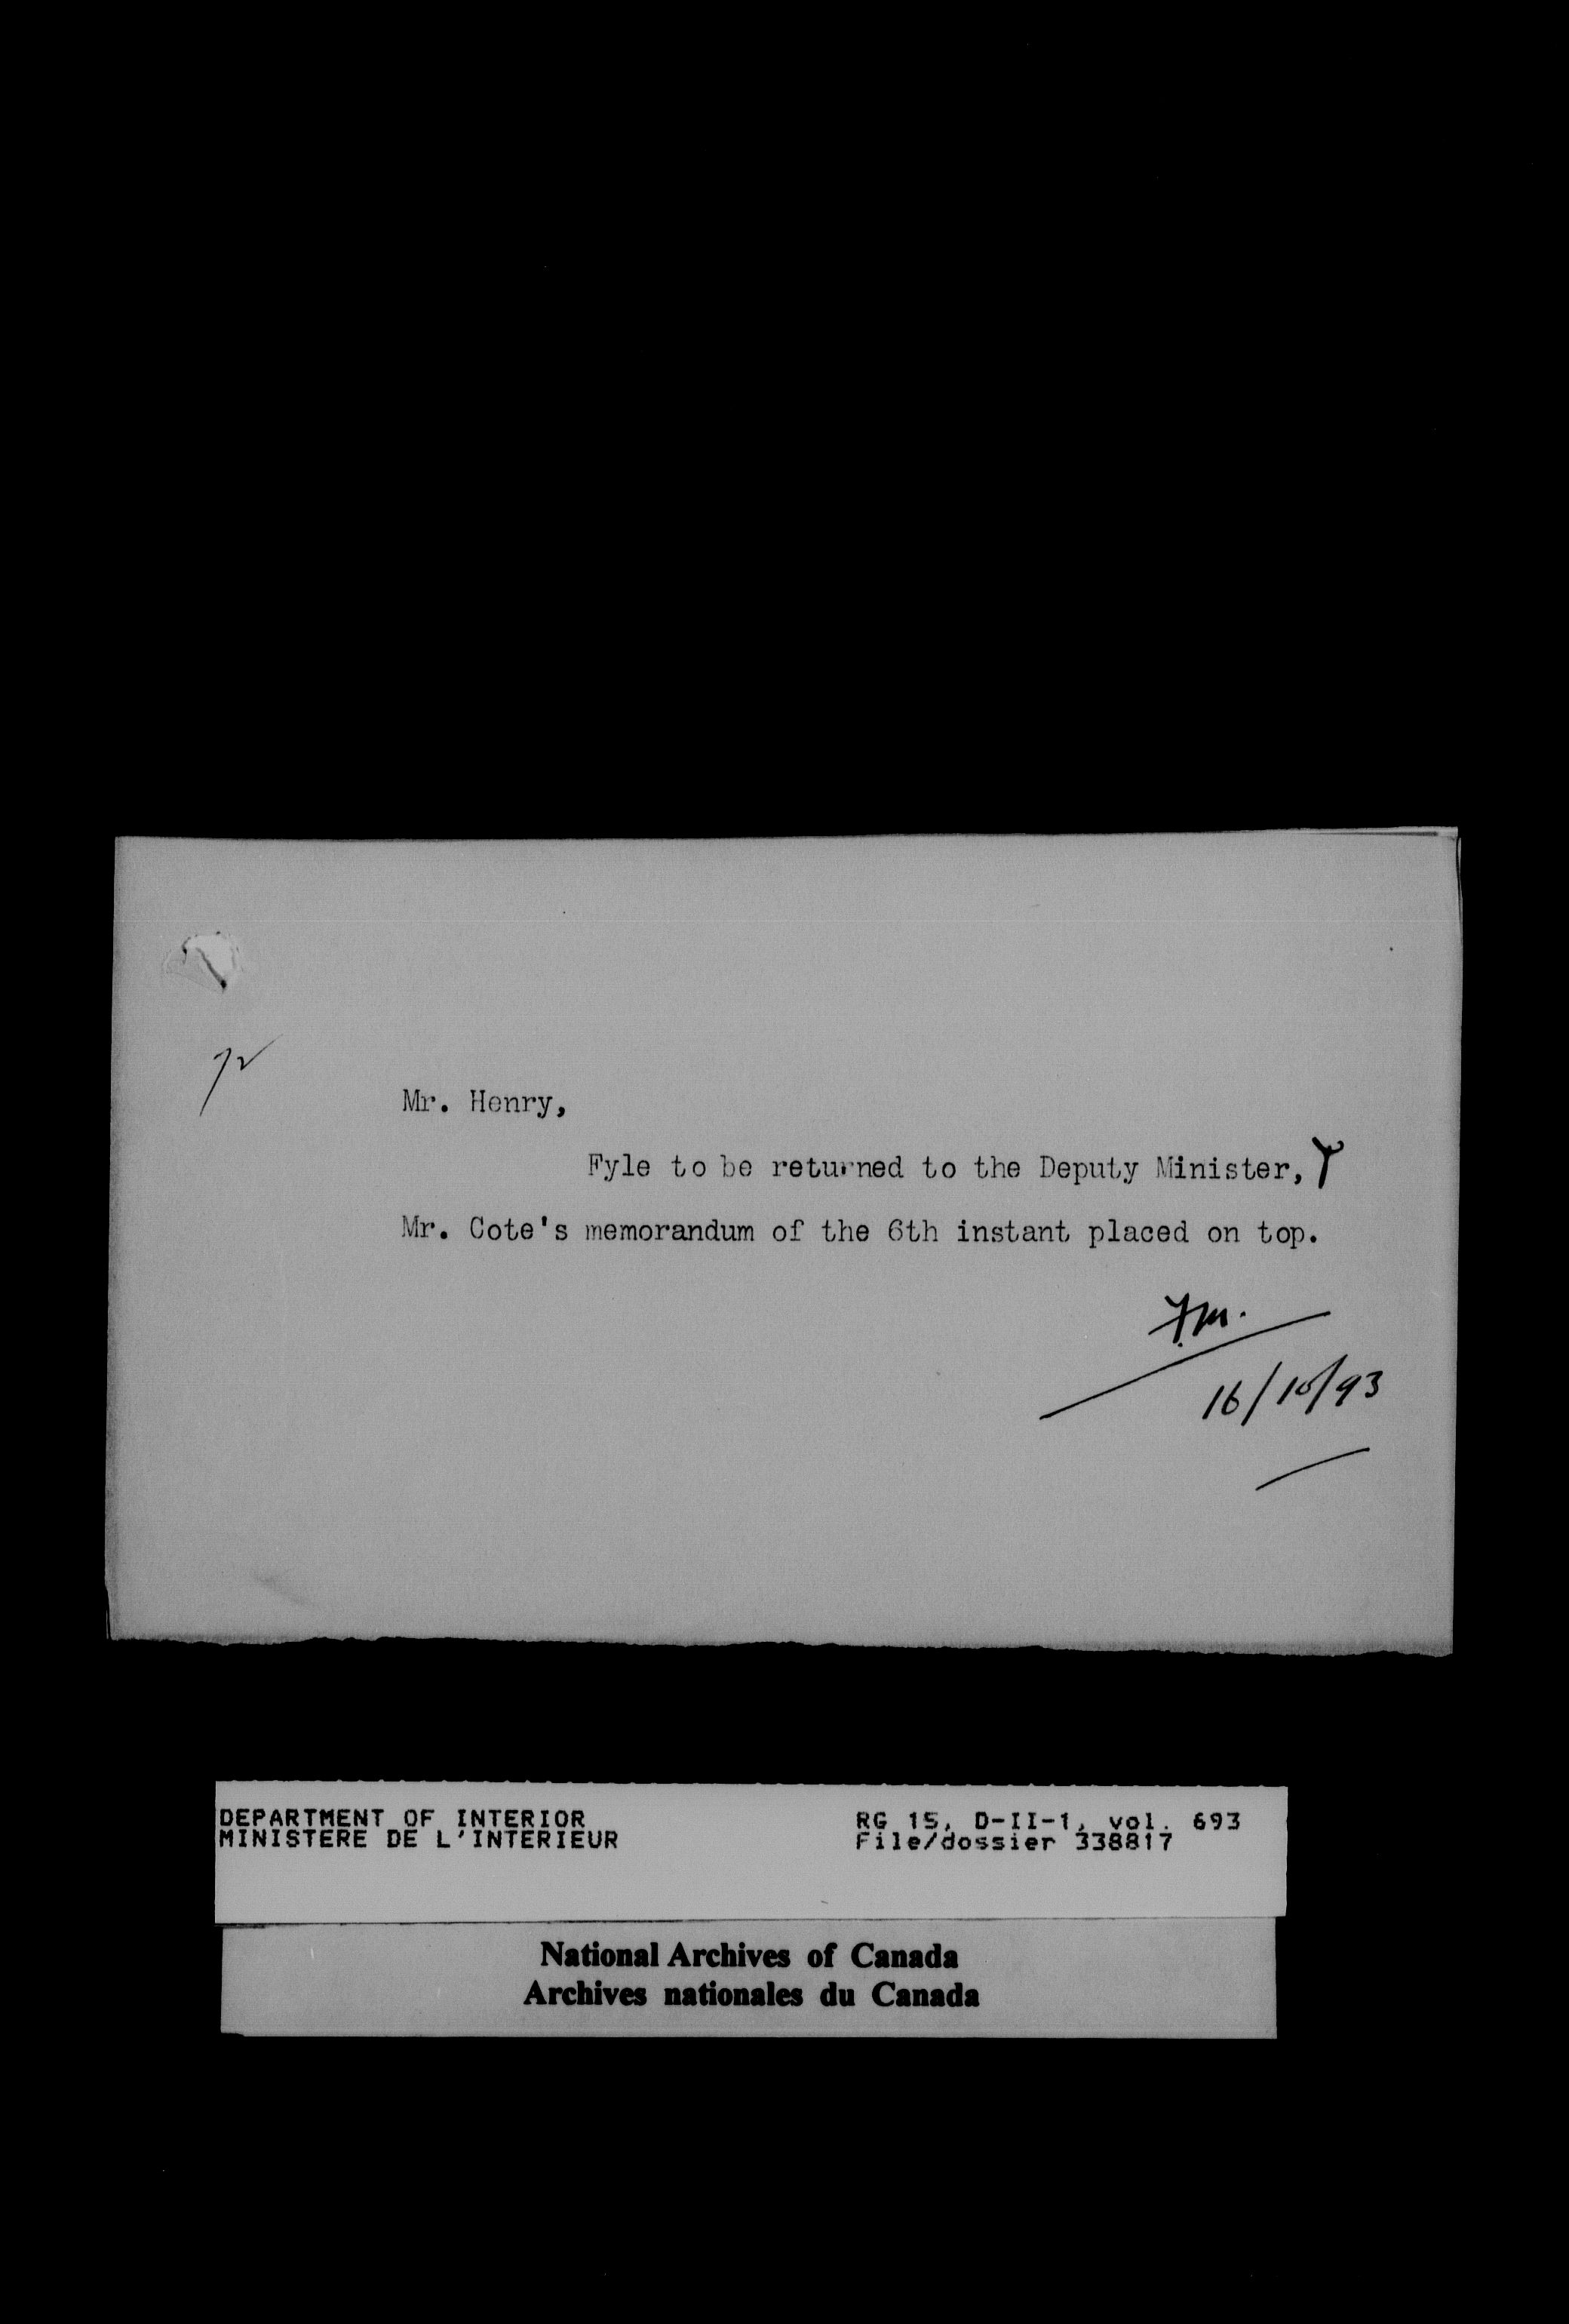 Mr. Henry,
Fyle to be returned to the Deputy Minister, Y
Mr. Cote's memorandum of the 6th instant placed on top.
16/10/93
DEPARTMENT OF INTERIOR
MINISTERE DE L'INTERIEUR
RG 15, D-II-1, vol. 693
File/dossier 338817
National Archives of Canada
Archives nationales du Canada